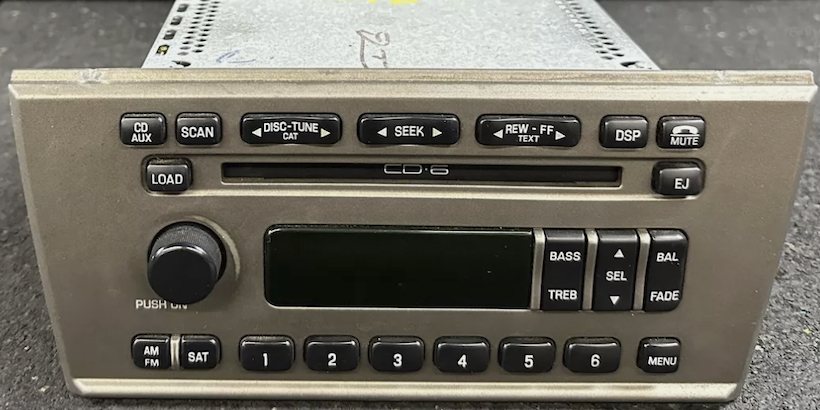 CD
AUX
SCAN
◀ DISC-TUNE ▶
CAT
◀ SEEK ▶
◀ REW - FF ▶
TEXT
DSP
MUTE
LOAD
CD·6
EJ
BASS
TREB
▲
SEL
▼
BAL
FADE
PUSH ON
AM
FM
SAT
1
2
3
4
5
6
MENU